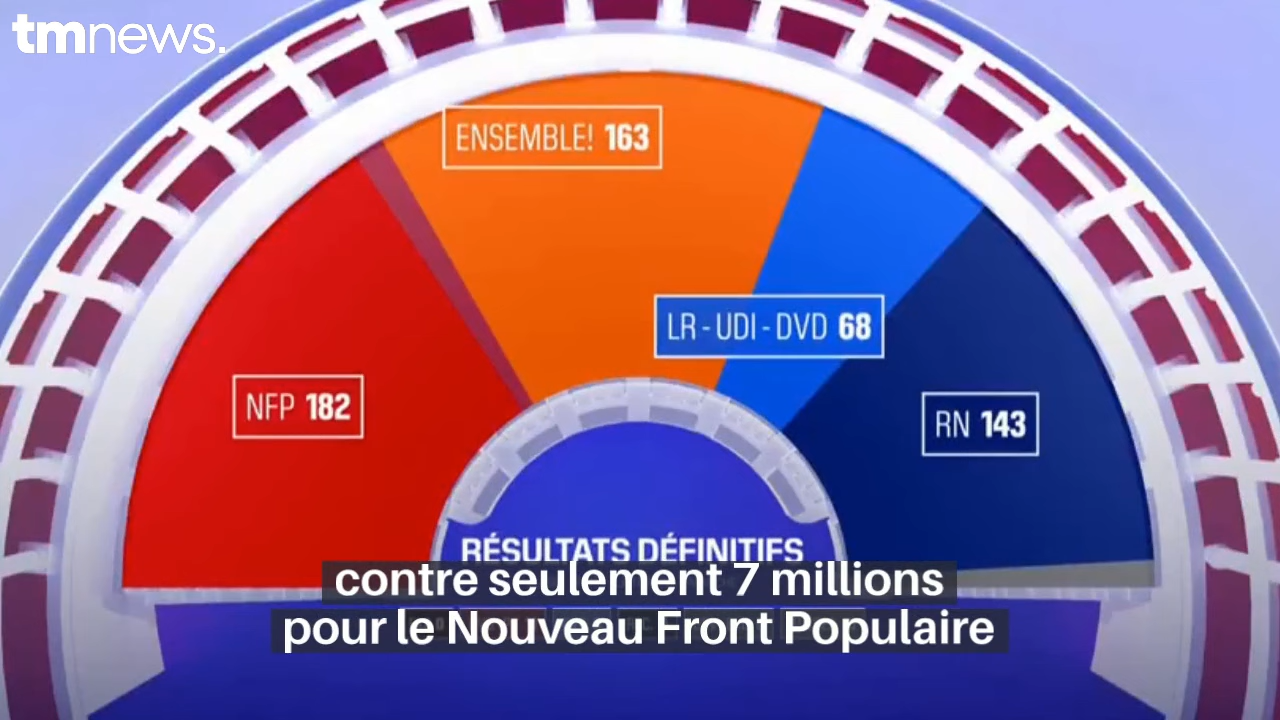 tmnews.
ENSEMBLE! 163
LR - UDI - DVD 68
NFP 182
RN 143
RÉSULTATS DÉFINITIFS
contre seulement 7 millions
pour le Nouveau Front Populaire